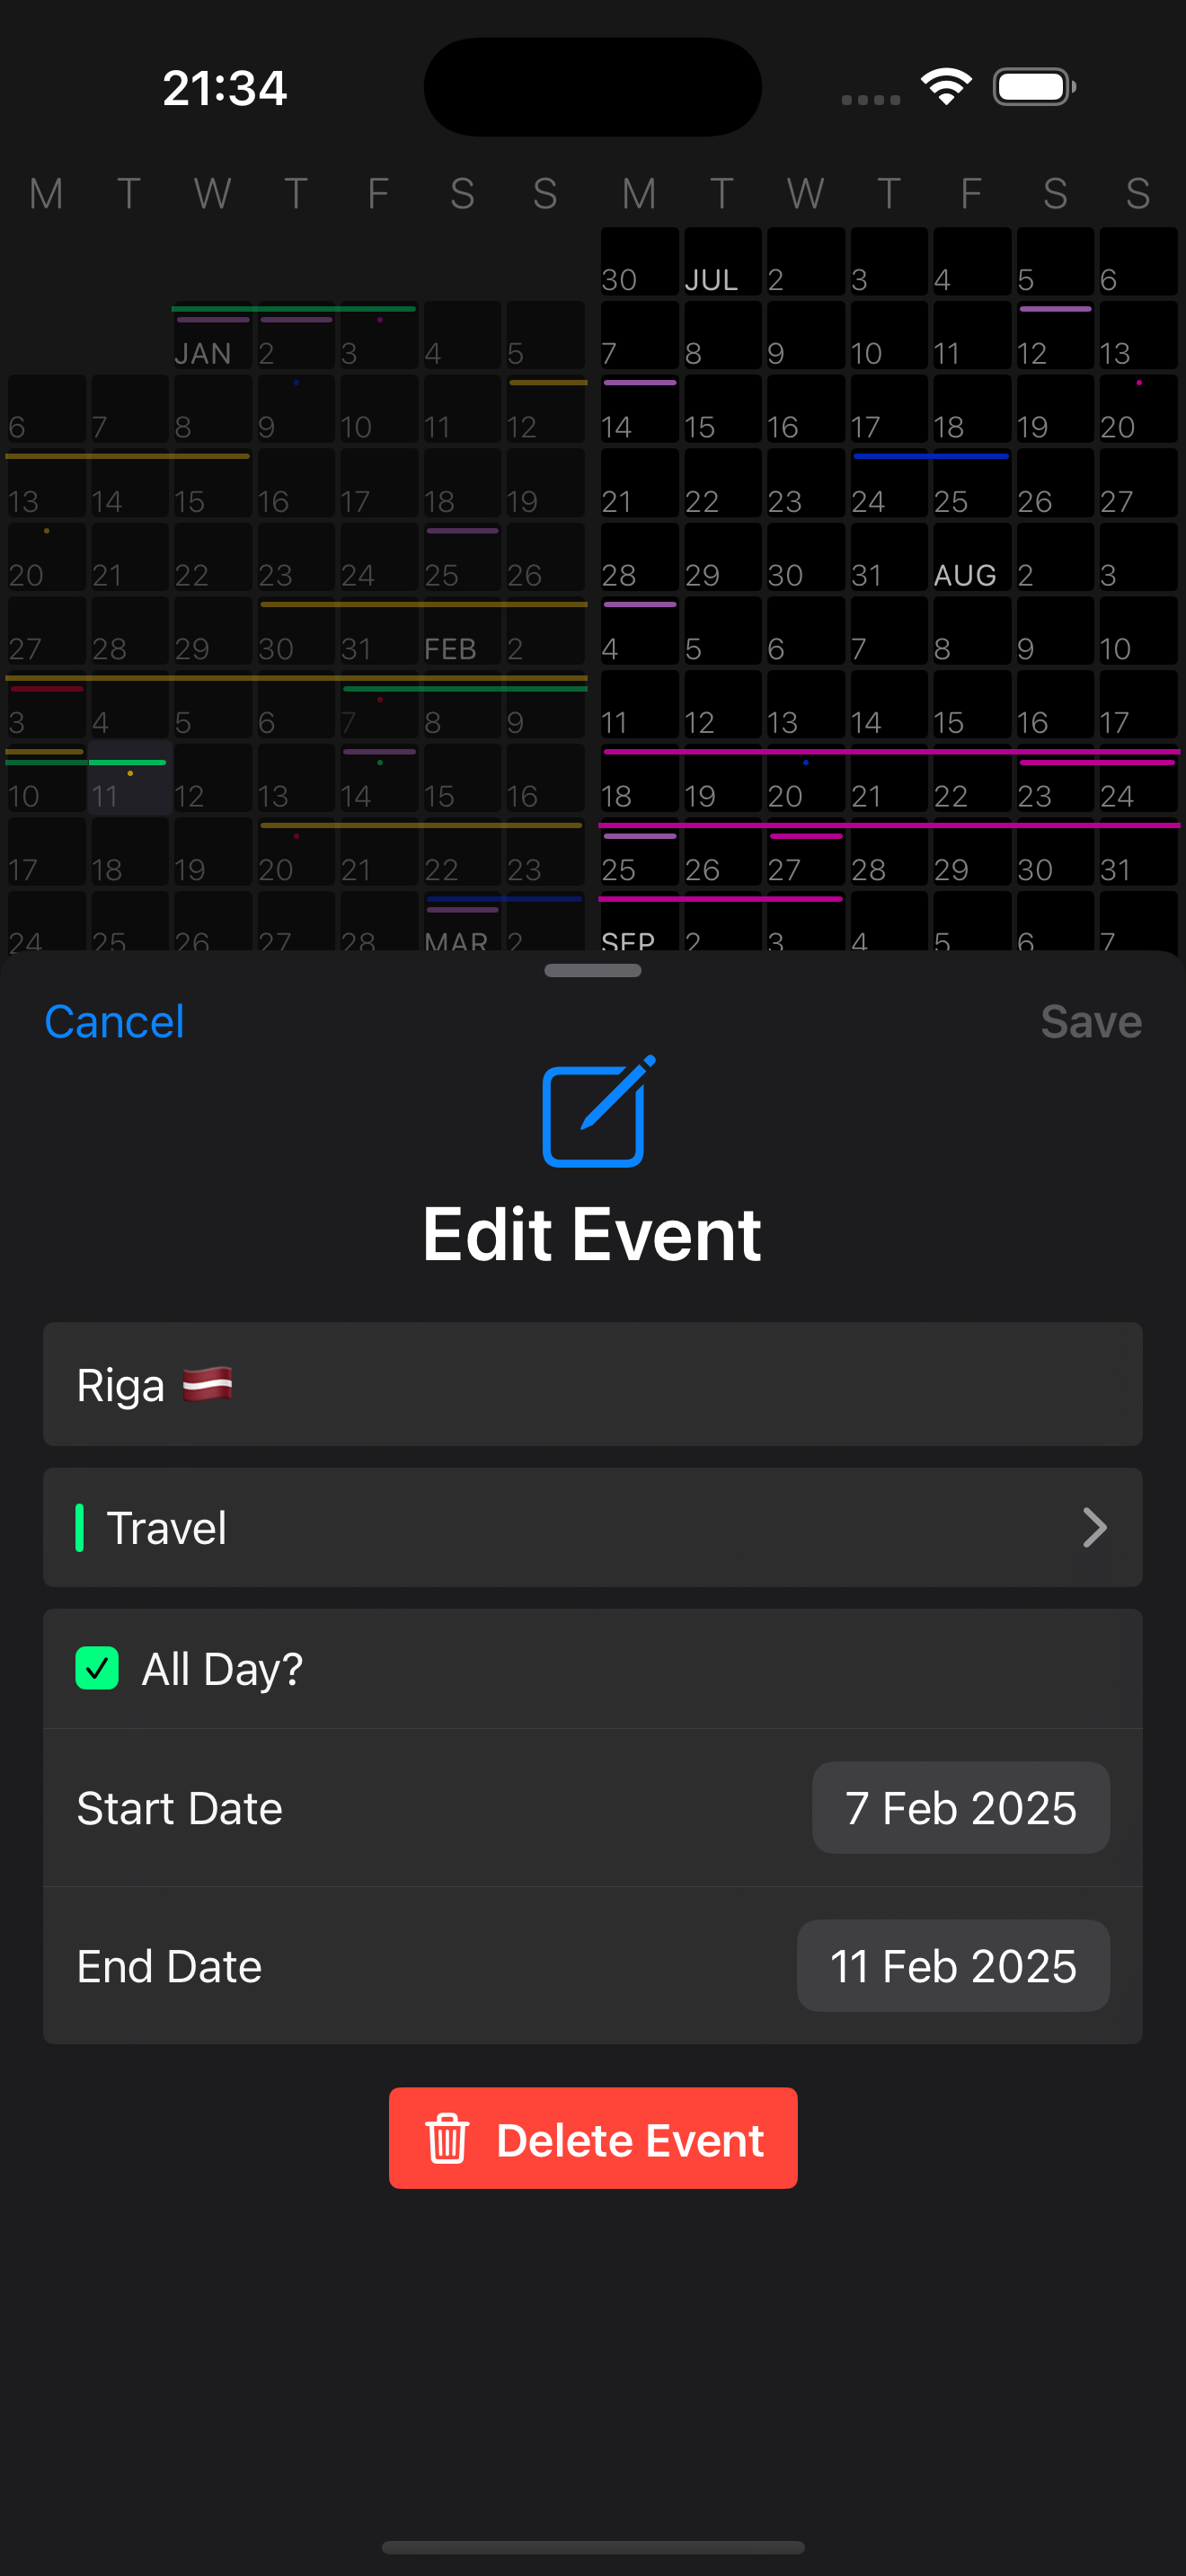 21:34
M T W T F S S M T W T F S S
30 JUL 2 3 4 5 6
JAN 2 3 4 5 7 8 9 10 11 12 13
6 7 8 9 10 11 12 14 15 16 17 18 19 20
13 14 15 16 17 18 19 21 22 23 24 25 26 27
20 21 22 23 24 25 26 28 29 30 31 AUG 2 3
27 28 29 30 31 FEB 2 4 5 6 7 8 9 10
3 4 5 6 7 8 9 11 12 13 14 15 16 17
10 11 12 13 14 15 16 18 19 20 21 22 23 24
17 18 19 20 21 22 23 25 26 27 28 29 30 31
24 25 26 27 28 MAR 2 SEP 2 3 4 5 6 7
Cancel Save
Edit Event
Riga 🇱🇻
Travel
All Day?
Start Date 7 Feb 2025
End Date 11 Feb 2025
Delete Event